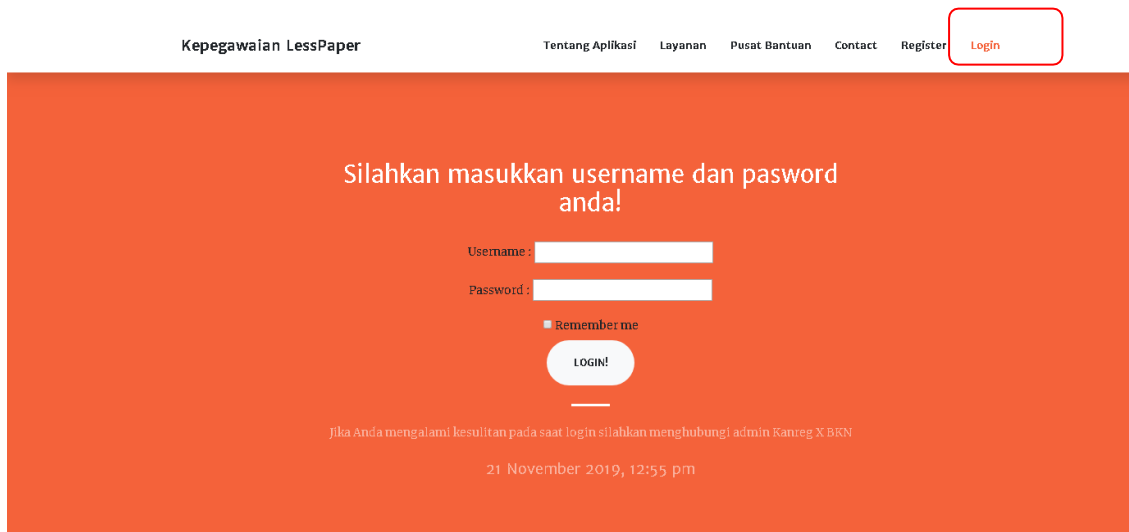 Kepegawaian LessPaper
Tentang Aplikasi Layanan Pusat Bantuan Contact Register Login
Silahkan masukkan username dan pasword
anda!
Username :
Password :
Remember me
LOGIN!
Jika Anda mengalami kesulitan pada saat login silahkan menghubungi admin Kanreg X BKN
21 November 2019, 12:55 pm